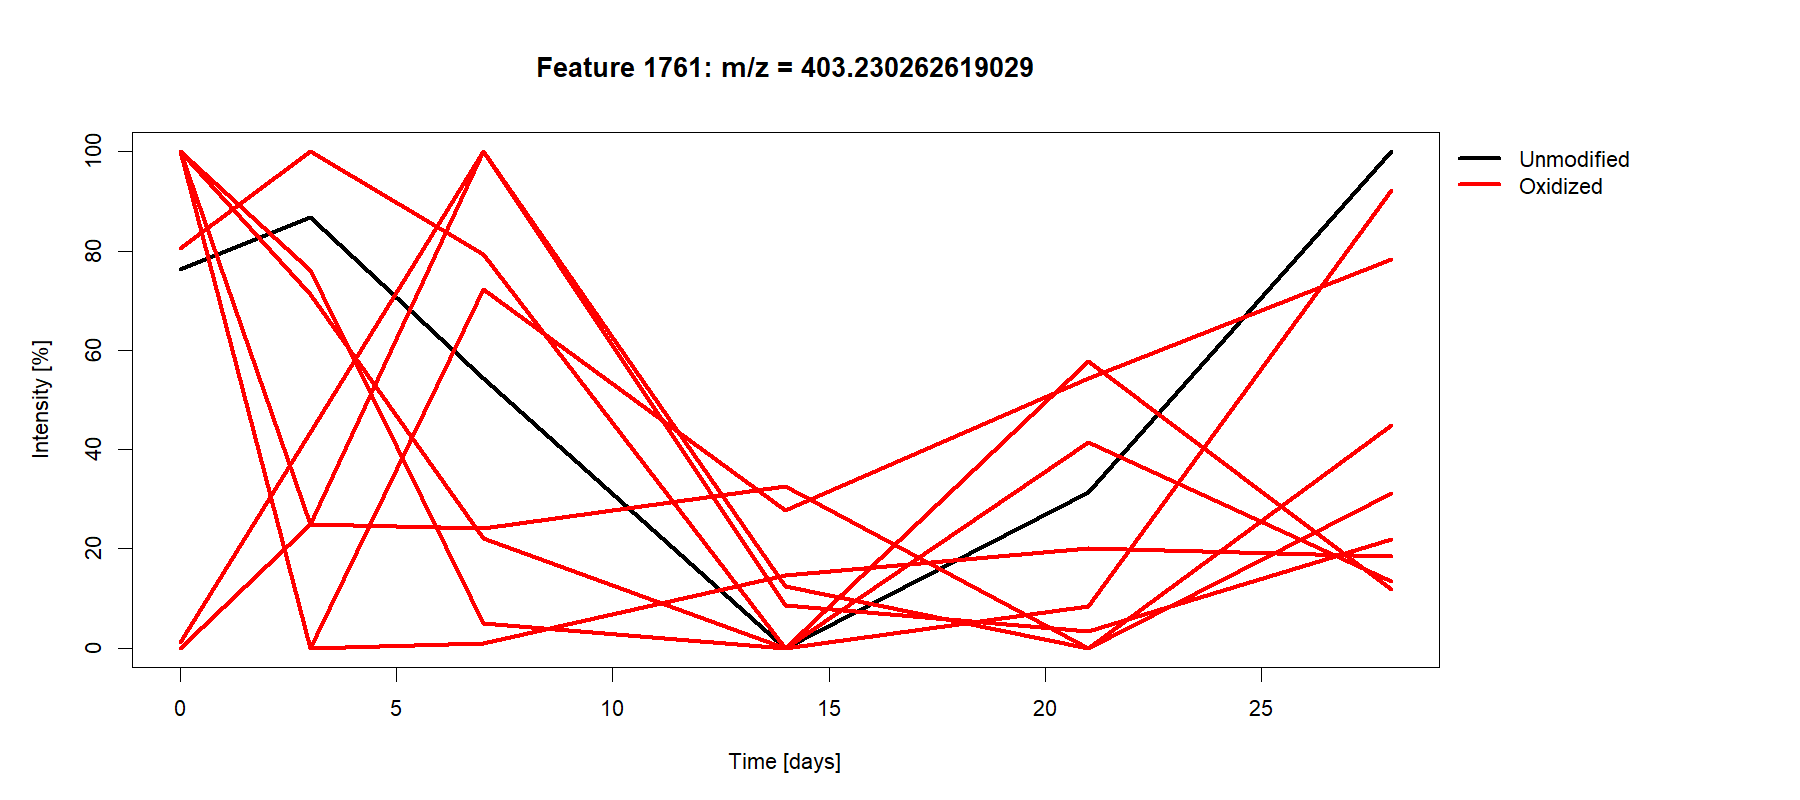 Feature 1761: m/z = 403.230262619029
Unmodified
Oxidized
Intensity [%]
100
80
60
40
20
0
0 5 10 15 20 25
Time [days]